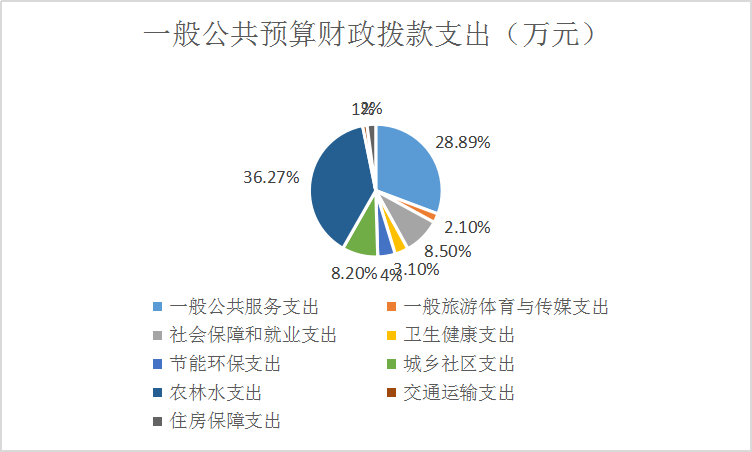 一般公共预算财政拨款支出（万元）
1%
2%
28.89%
36.27%
2.10%
8.50%
3.10%
4%
8.20%
一般公共服务支出
一般旅游体育与传媒支出
社会保障和就业支出
卫生健康支出
节能环保支出
城乡社区支出
农林水支出
交通运输支出
住房保障支出